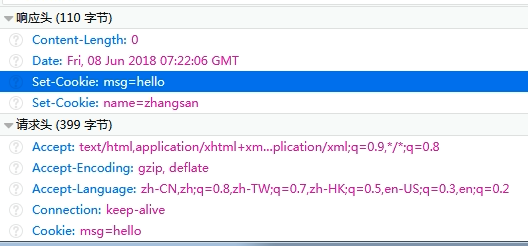 响应头 (110 字节)
Content-Length: 0
Date: Fri, 08 Jun 2018 07:22:06 GMT
Set-Cookie: msg=hello
Set-Cookie: name=zhangsan
请求头 (399 字节)
Accept: text/html,application/xhtml+xm...plication/xml;q=0.9,*/*;q=0.8
Accept-Encoding: gzip, deflate
Accept-Language: zh-CN,zh;q=0.8,zh-TW;q=0.7,zh-HK;q=0.5,en-US;q=0.3,en;q=0.2
Connection: keep-alive
Cookie: msg=hello